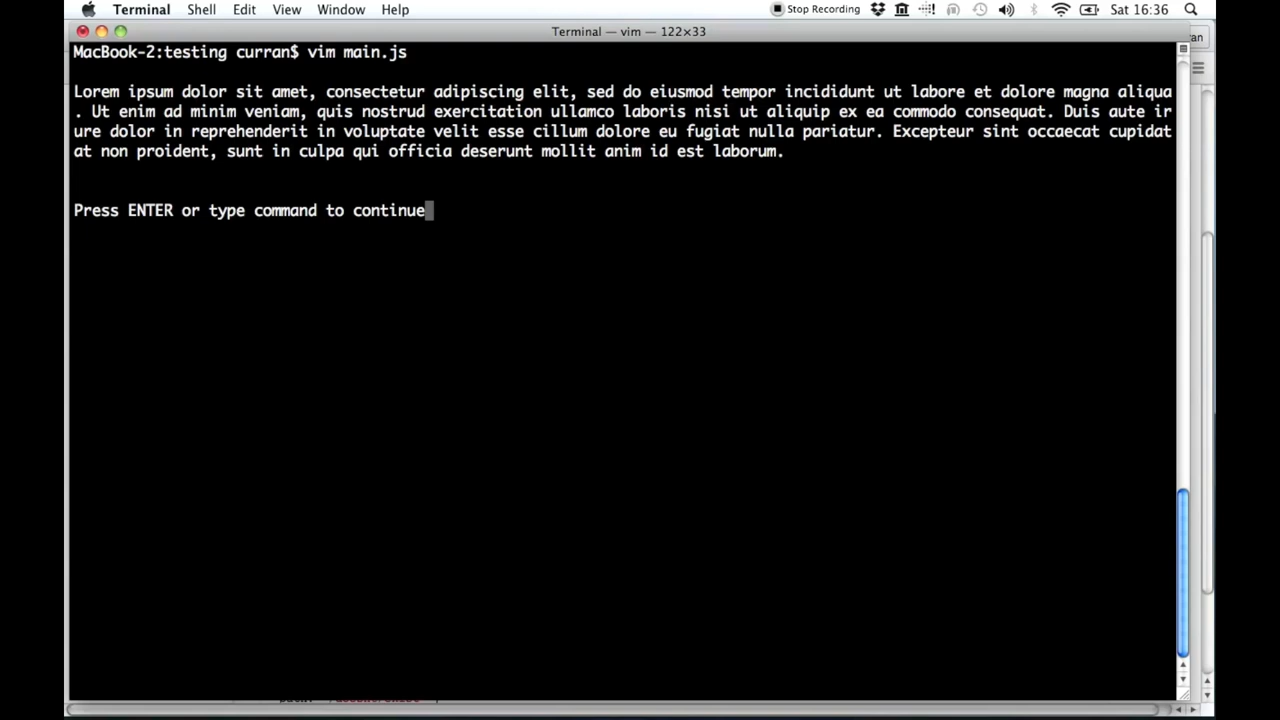 Terminal Shell Edit View Window Help Stop Recording Sat 16:36
Terminal — vim — 122×33
MacBook-2:testing curran$ vim main.js
Lorem ipsum dolor sit amet, consectetur adipiscing elit, sed do eiusmod tempor incididunt ut labore et dolore magna aliqua
. Ut enim ad minim veniam, quis nostrud exercitation ullamco laboris nisi ut aliquip ex ea commodo consequat. Duis aute ir
ure dolor in reprehenderit in voluptate velit esse cillum dolore eu fugiat nulla pariatur. Excepteur sint occaecat cupidat
at non proident, sunt in culpa qui officia deserunt mollit anim id est laborum.
Press ENTER or type command to continue